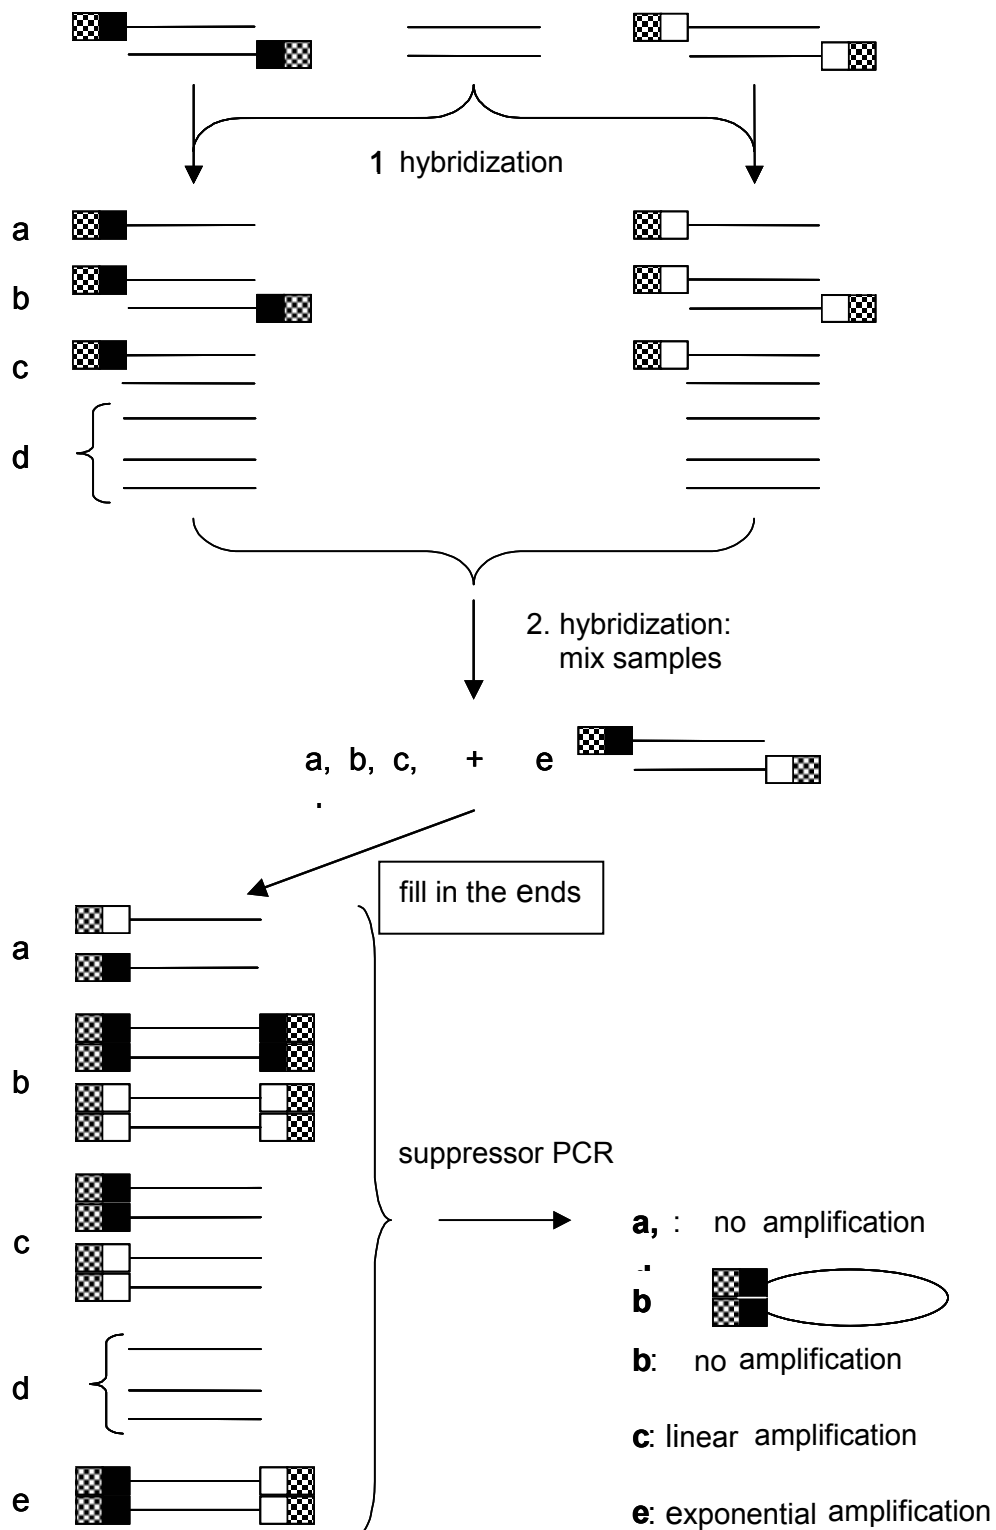 1 hybridization
a
b
c
d
2. hybridization:
mix samples
a, b, c, + e
fill in the ends
a
b
c
d
e
suppressor PCR
a, : no amplification
b
b: no amplification
c: linear amplification
e: exponential amplification